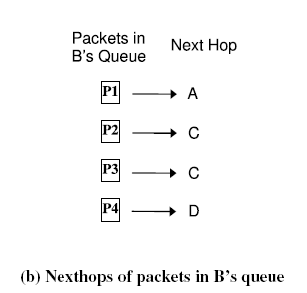 Packets in Next Hop
B's Queue
P1 A
P2 C
P3 C
P4 D
(b) Nexthops of packets in B's queue